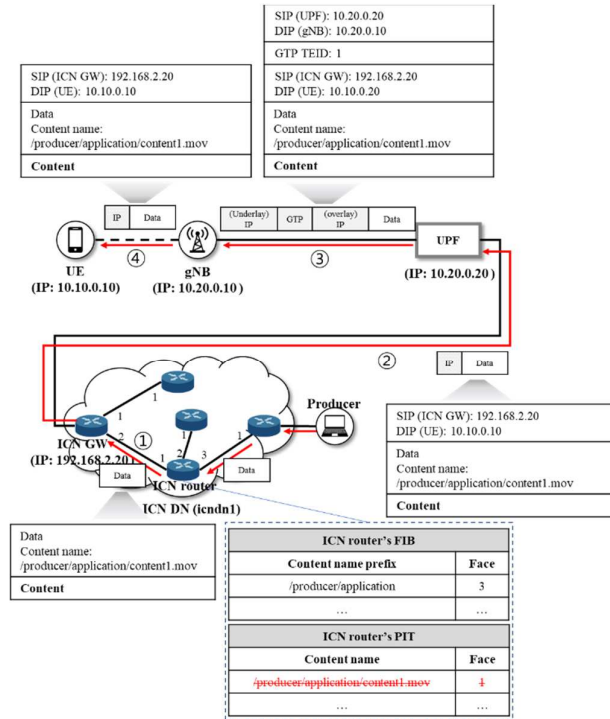 SIP (UPF): 10.20.0.20
DIP (gNB): 10.20.0.10
GTP TEID: 1
SIP (ICN GW): 192.168.2.20
DIP (UE): 10.10.0.20
Data
Content name:
/producer/application/content1.mov
Content
SIP (ICN GW): 192.168.2.20
DIP (UE): 10.10.0.10
Data
Content name:
/producer/application/content1.mov
Content
IP
Data
(Underlay)
IP
GTP
(overlay)
IP
Data
UE
(IP: 10.10.0.10)
④
gNB
(IP: 10.20.0.10)
③
UPF
(IP: 10.20.0.20)
②
IP
Data
SIP (ICN GW): 192.168.2.20
DIP (UE): 10.10.0.10
Data
Content name:
/producer/application/content1.mov
Content
1
1
1
2
①
1
2
3
1
ICN GW
(IP: 192.168.2.20)
Producer
Data
Data
ICN router
ICN DN (icndn1)
Data
Content name:
/producer/application/content1.mov
Content
ICN router's FIB
Content name prefix Face
/producer/application 3
… …
ICN router's PIT
Content name Face
/producer/application/content1.mov 1
… …